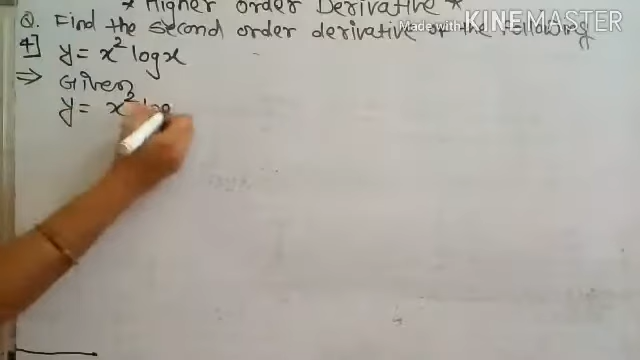 * Higher Order Derivative *
Made with KINEMASTER
Q. Find the second order derivative of the following
4] y = x² log x
⇒ Given
y = x² log